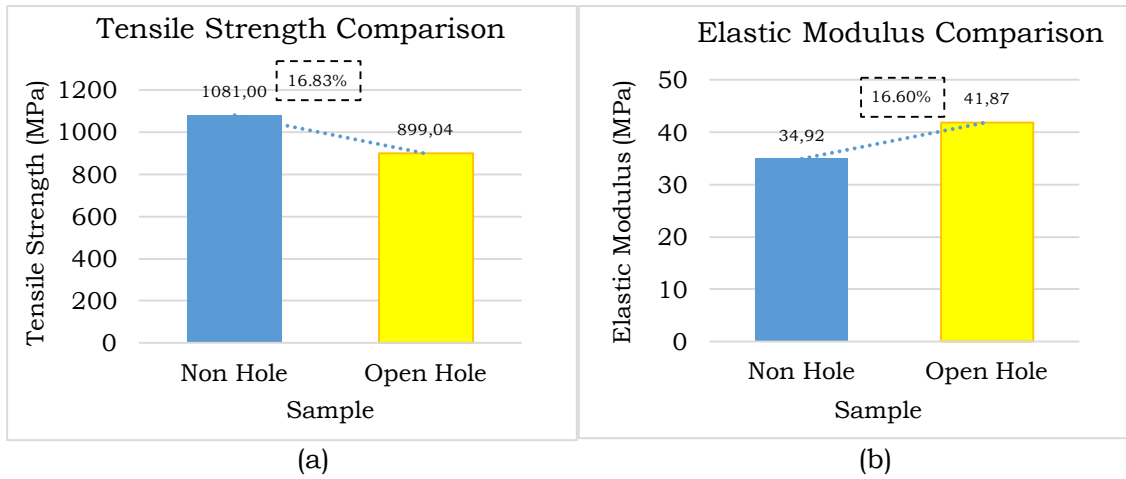 Tensile Strength Comparison
Tensile Strength (MPa)
1200
1000
800
600
400
200
0
1081,00
16.83%
899,04
Non Hole
Open Hole
Sample
(a)
Elastic Modulus Comparison
Elastic Modulus (MPa)
50
40
30
20
10
0
34,92
16.60%
41,87
Non Hole
Open Hole
Sample
(b)